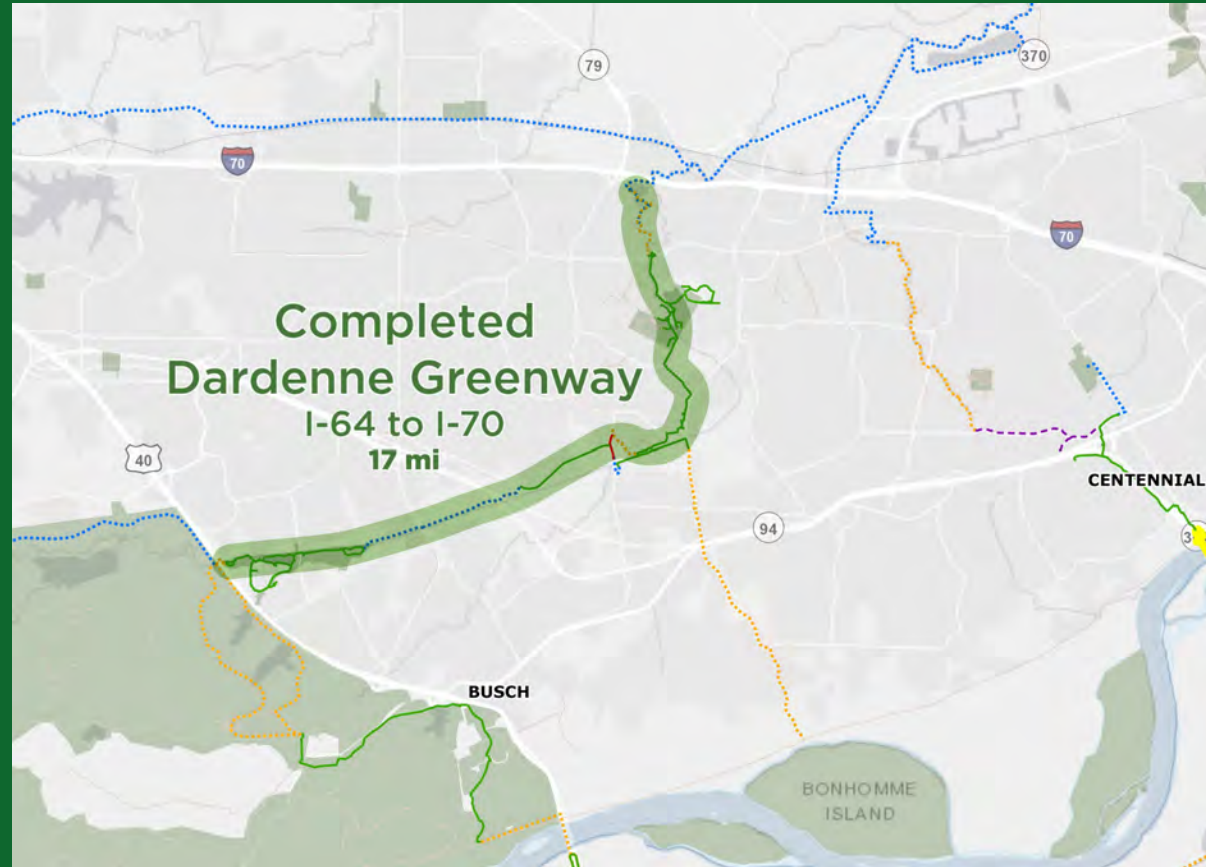 79
370
70
70
Completed
Dardenne Greenway
I-64 to I-70
17 mi
40
CENTENNIAL
94
BUSCH
BONHOMME
ISLAND